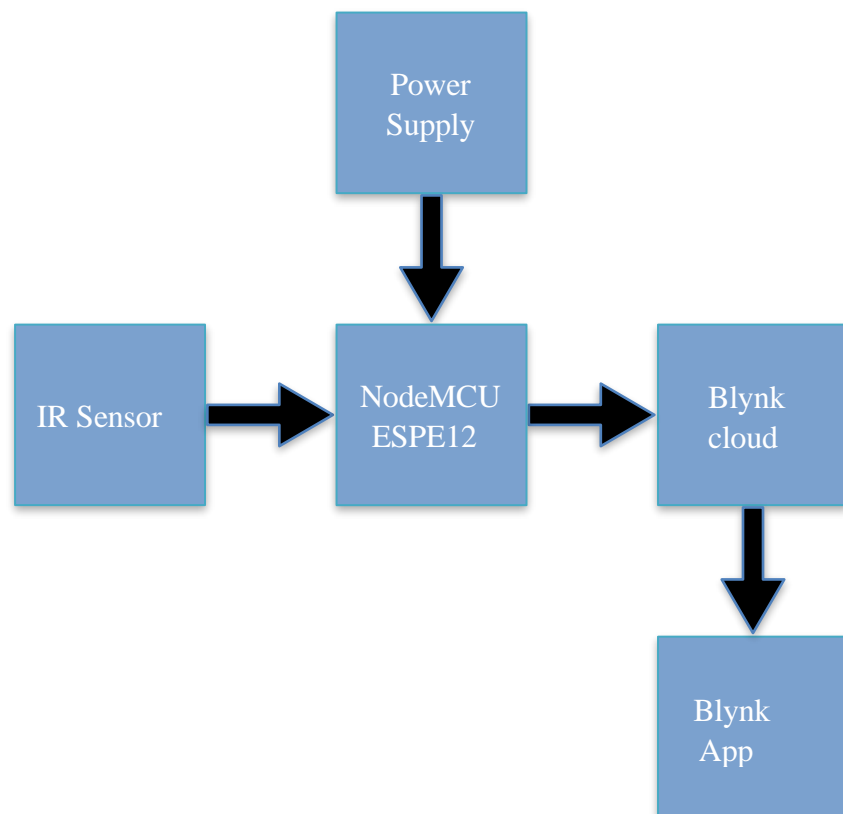 Power
Supply
IR Sensor
NodeMCU
ESPE12
Blynk
cloud
Blynk
App